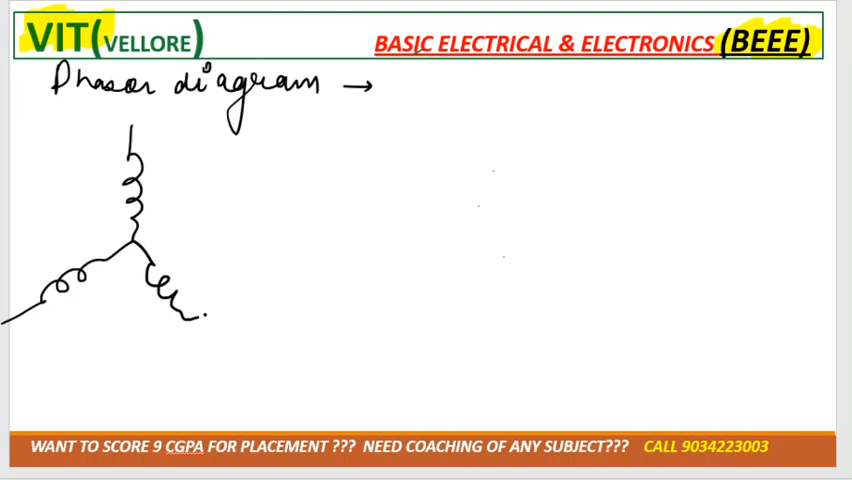 VIT(VELLORE)
BASIC ELECTRICAL & ELECTRONICS (BEEE)
Phasor diagram →
WANT TO SCORE 9 CGPA FOR PLACEMENT ??? NEED COACHING OF ANY SUBJECT??? CALL 9034223003